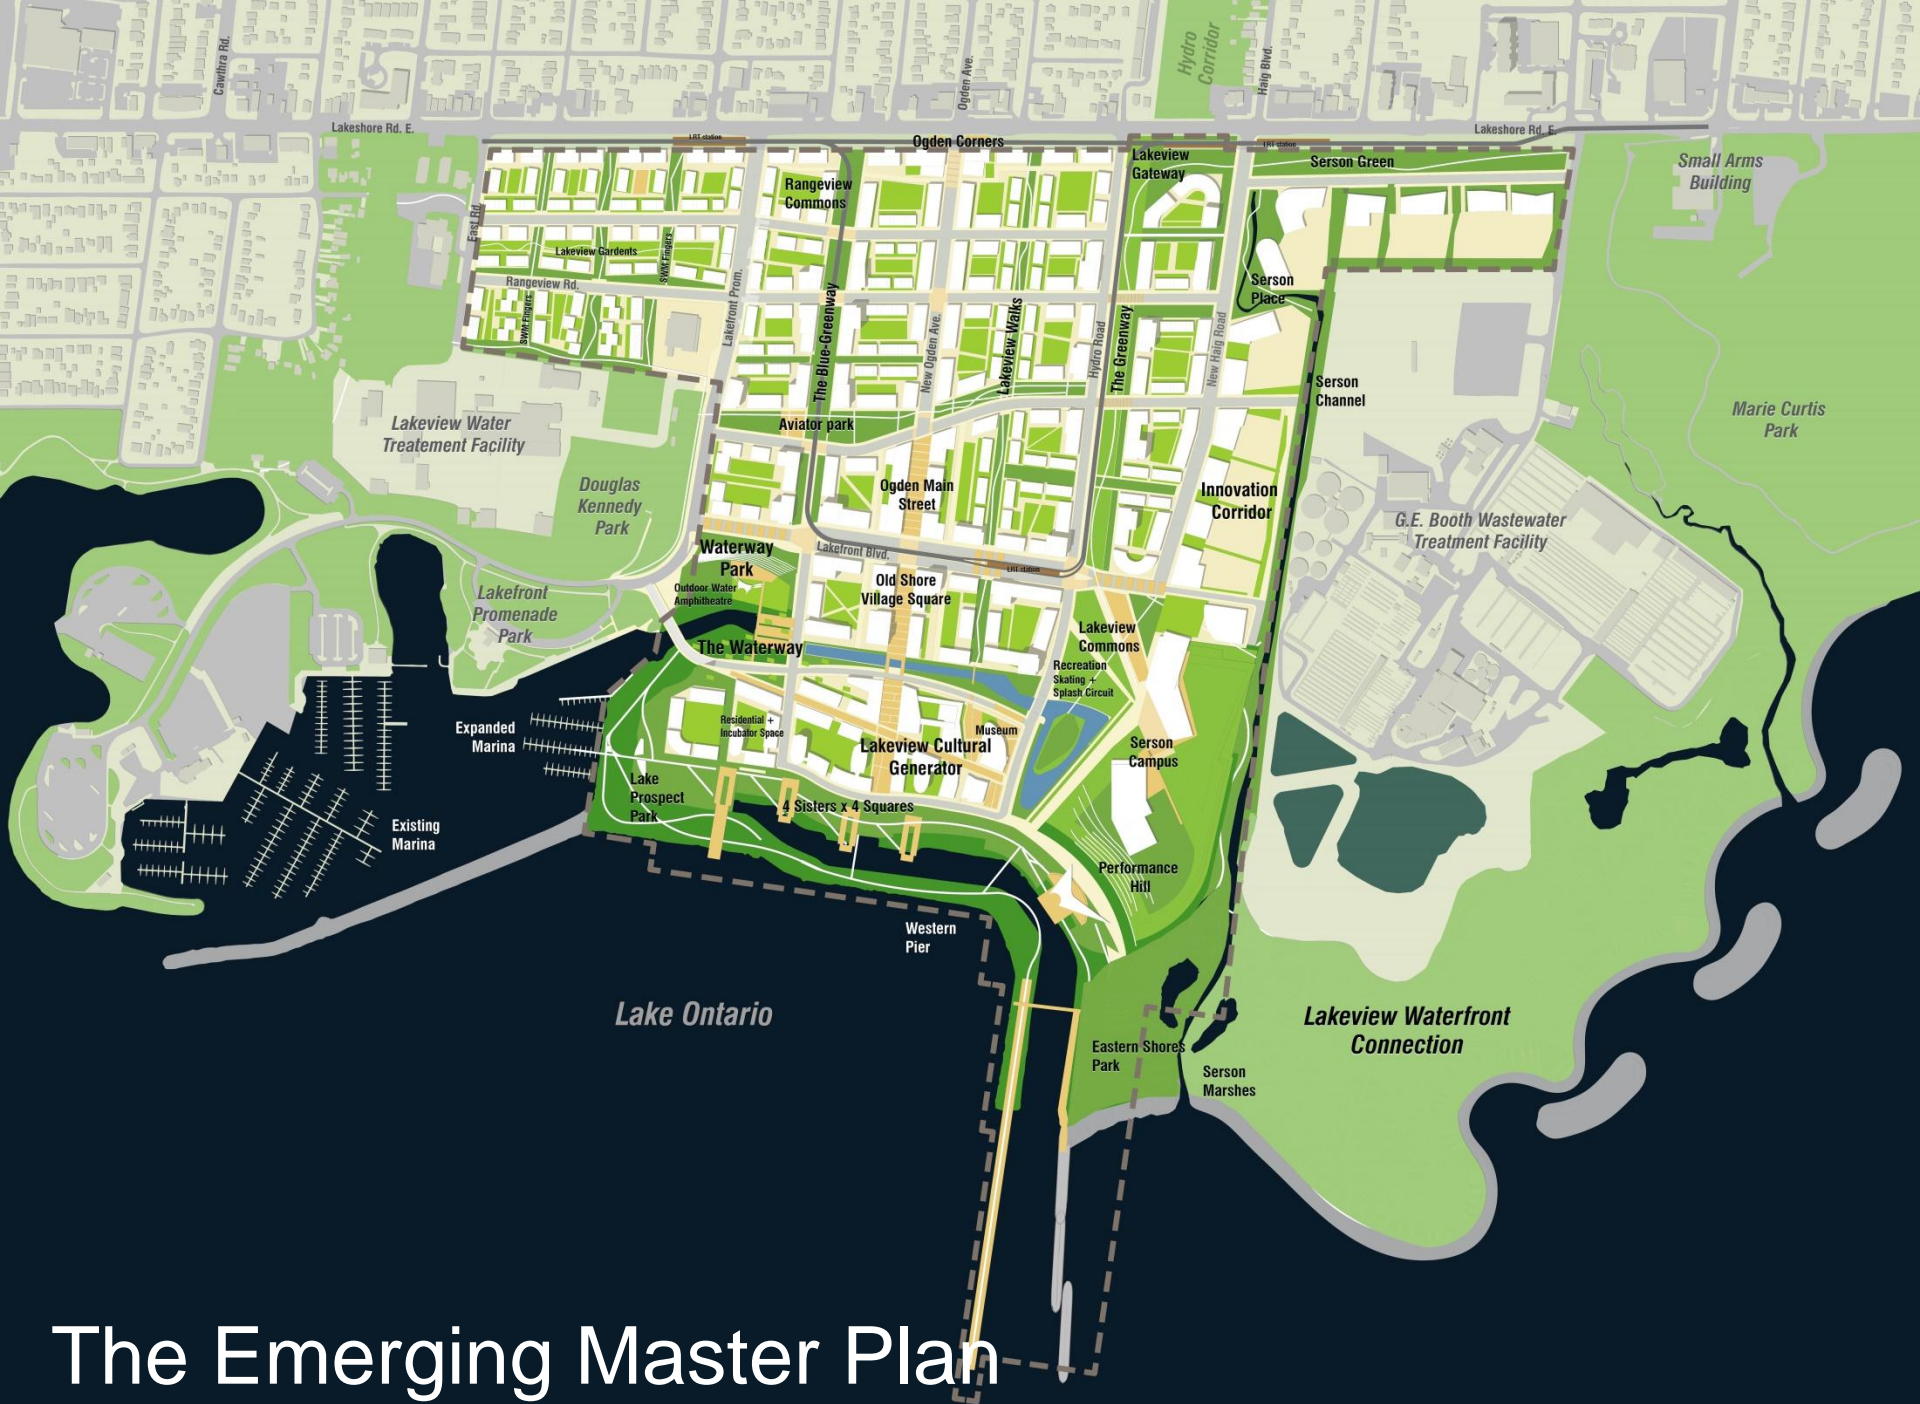 Cawthra Rd.
Ogden Ave.
Hydro
Corridor
Haig Blvd.
Lakeshore Rd. E.
LRT station
Ogden Corners
LRT station
Lakeshore Rd. E.
Lakeview
Gateway
Serson Green
Small Arms
Building
Rangeview
Commons
East Rd.
Lakeview Gardents
SWM Fingers
Rangeview Rd.
SWM Fingers
Lakefront Prom.
The Blue-Greenway
New Ogden Ave.
Lakeview Walks
Hydro Road
The Greenway
New Haig Road
Serson
Place
Serson
Channel
Marie Curtis
Park
Lakeview Water
Treatement Facility
Aviator park
Douglas
Kennedy
Park
Ogden Main
Street
Innovation
Corridor
G.E. Booth Wastewater
Treatment Facility
Waterway
Park
Lakefront Blvd.
LRT station
Outdoor Water
Amphitheatre
Old Shore
Village Square
Lakefront
Promenade
Park
The Waterway
Lakeview
Commons
Recreation
Skating +
Splash Circuit
Expanded
Marina
Residential +
Incubator Space
Museum
Lakeview Cultural
Generator
Serson
Campus
Lake
Prospect
Park
4 Sisters x 4 Squares
Existing
Marina
Performance
Hill
Western
Pier
Lake Ontario
Lakeview Waterfront
Connection
Eastern Shores
Park
Serson
Marshes
The Emerging Master Plan